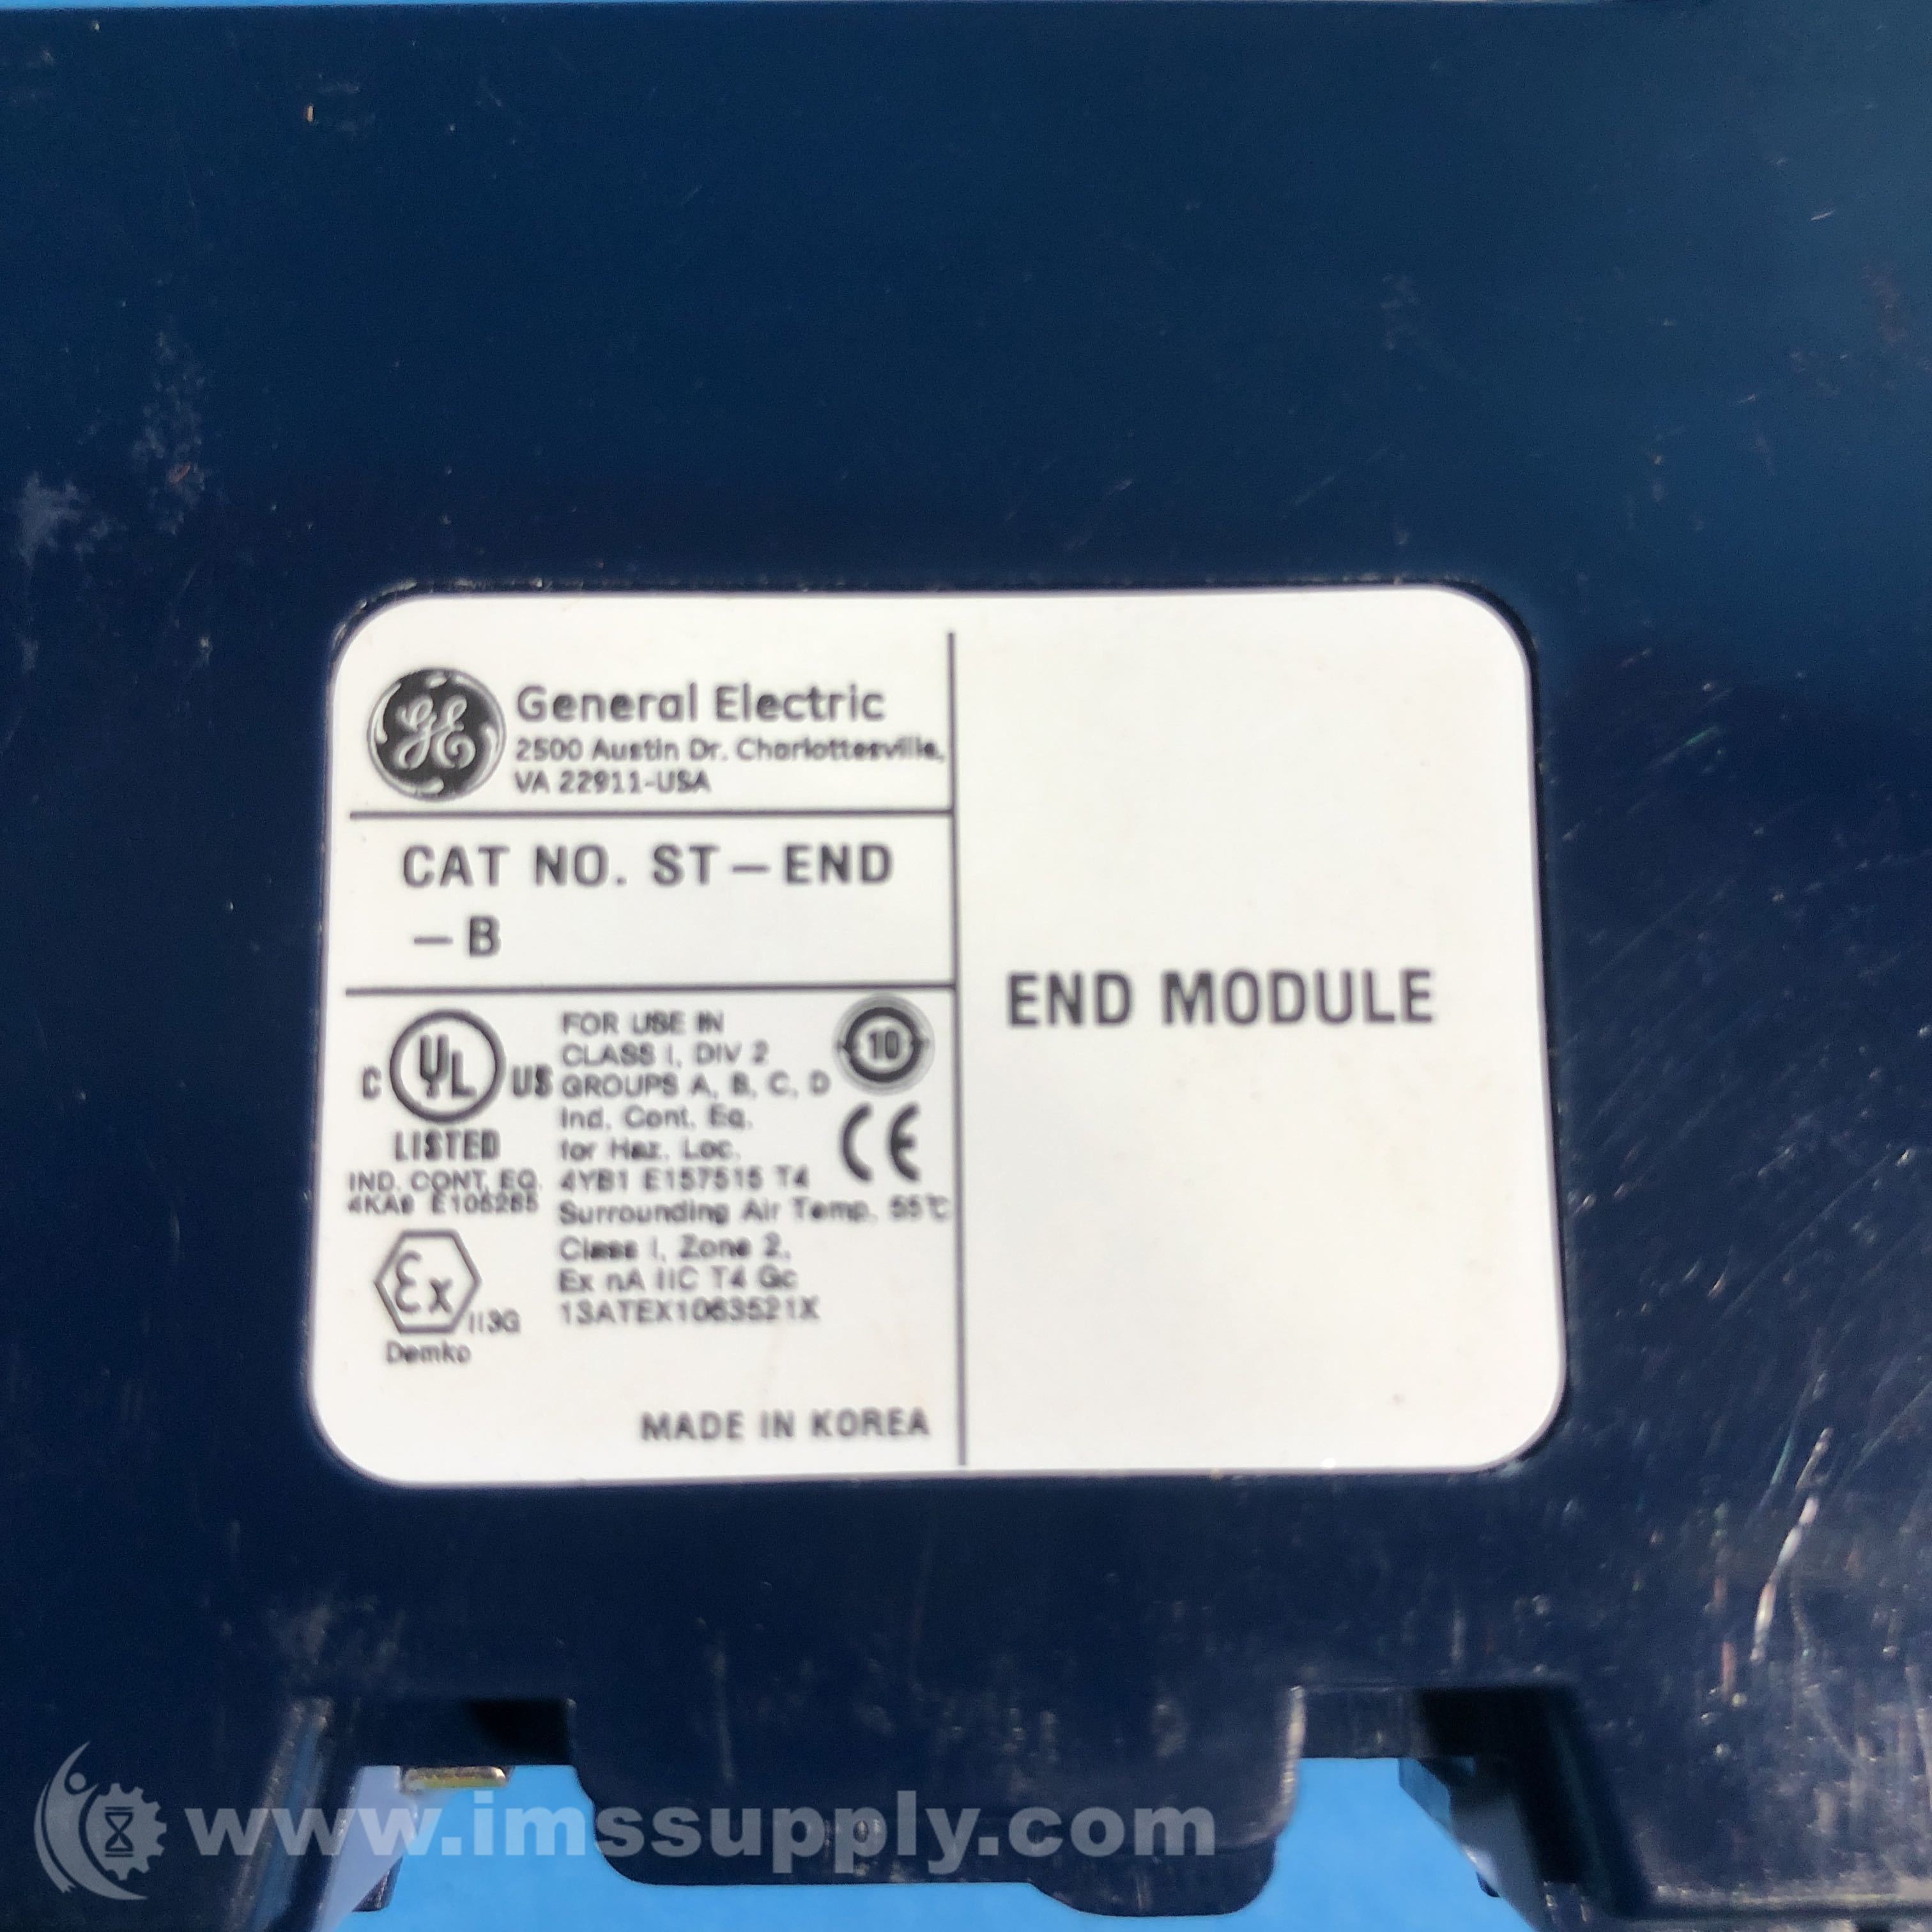 GE
General Electric
2500 Austin Dr. Charlottesville,
VA 22911-USA
CAT NO. ST-END
-B
END MODULE
C UL US
LISTED
IND. CONT. EQ.
E105265
FOR USE IN
CLASS I, DIV 2
GROUPS A, B, C, D
Ind. Cont. Eq.
for Haz. Loc.
4YB1 E157515 T4
Surrounding Air Temp. 55℃
Class I, Zone 2,
Ex nA IIC T4 Gc
13ATEX1063521X
10
CE
Ex II3G
Demko
MADE IN KOREA
www.imssupply.com